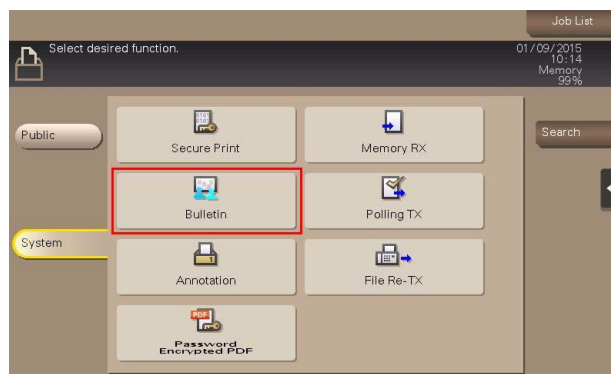 Job List
Select desired function.
01/09/2015
10:14
Memory
99%
Public
Secure Print
Memory RX
Search
Bulletin
Polling TX
System
Annotation
File Re-TX
PDF
Password
Encrypted PDF